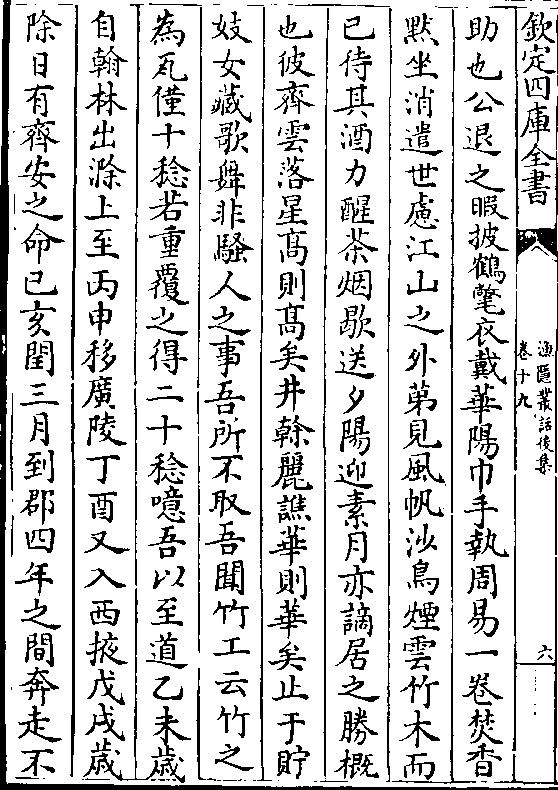 欽定四庫全書
漁隱叢話後集
卷十九
六
助也公退之暇披鶴氅衣戴華陽巾手執周易一卷焚香
黙坐消遣世慮江山之外第見風帆沙鳥煙雲竹木而
已待其酒力醒茶烟歇送夕陽迎素月亦謫居之勝概
也彼齊雲落星髙則髙矣井榦麗譙華則華矣止于貯
妓女藏歌舞非騷人之事吾所不取吾聞竹工云竹之
為瓦僅十稔若重覆之得二十稔噫吾以至道乙未歳
自翰林出滁上至丙申移廣陵丁酉又入西掖戊戌歳
除日有齊安之命已亥閏三月到郡四年之間奔走不